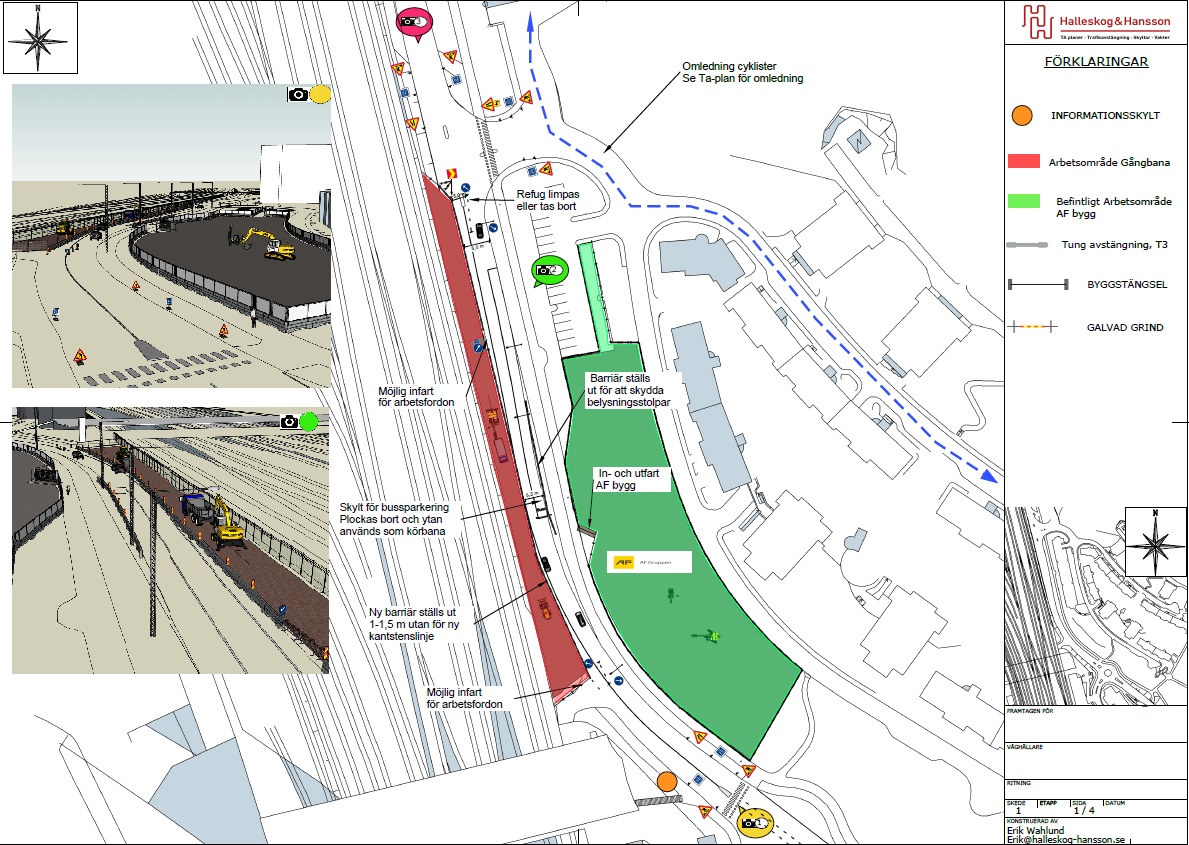 N
3
Omledning cyklister
Se Ta-plan för omledning
Refug limpas
eller tas bort
2
Möjlig infart
för arbetsfordon
Barriär ställs
ut för att skydda
belysningsstolpar
In- och utfart
AF bygg
Skylt för bussparkering
Plockas bort och ytan
används som körbana
AF AF Gruppen
Ny barriär ställs ut
1-1,5 m utan för ny
kantstenslinje
Möjlig infart
för arbetsfordon
1
Halleskog & Hansson
TA planer - Trafikavstängning - Skyltar - Vakter
FÖRKLARINGAR
INFORMATIONSSKYLT
Arbetsområde Gångbana
Befintligt Arbetsområde
AF bygg
Tung avstängning, T3
BYGGSTÄNGSEL
GALVAD GRIND
N
FRAMTAGEN FÖR
VÄGHÅLLARE
RITNING
SKEDE ETAPP SIDA DATUM
1 1 / 4
KONSTRUERAD AV
Erik Wahlund
Erik@halleskog-hansson.se